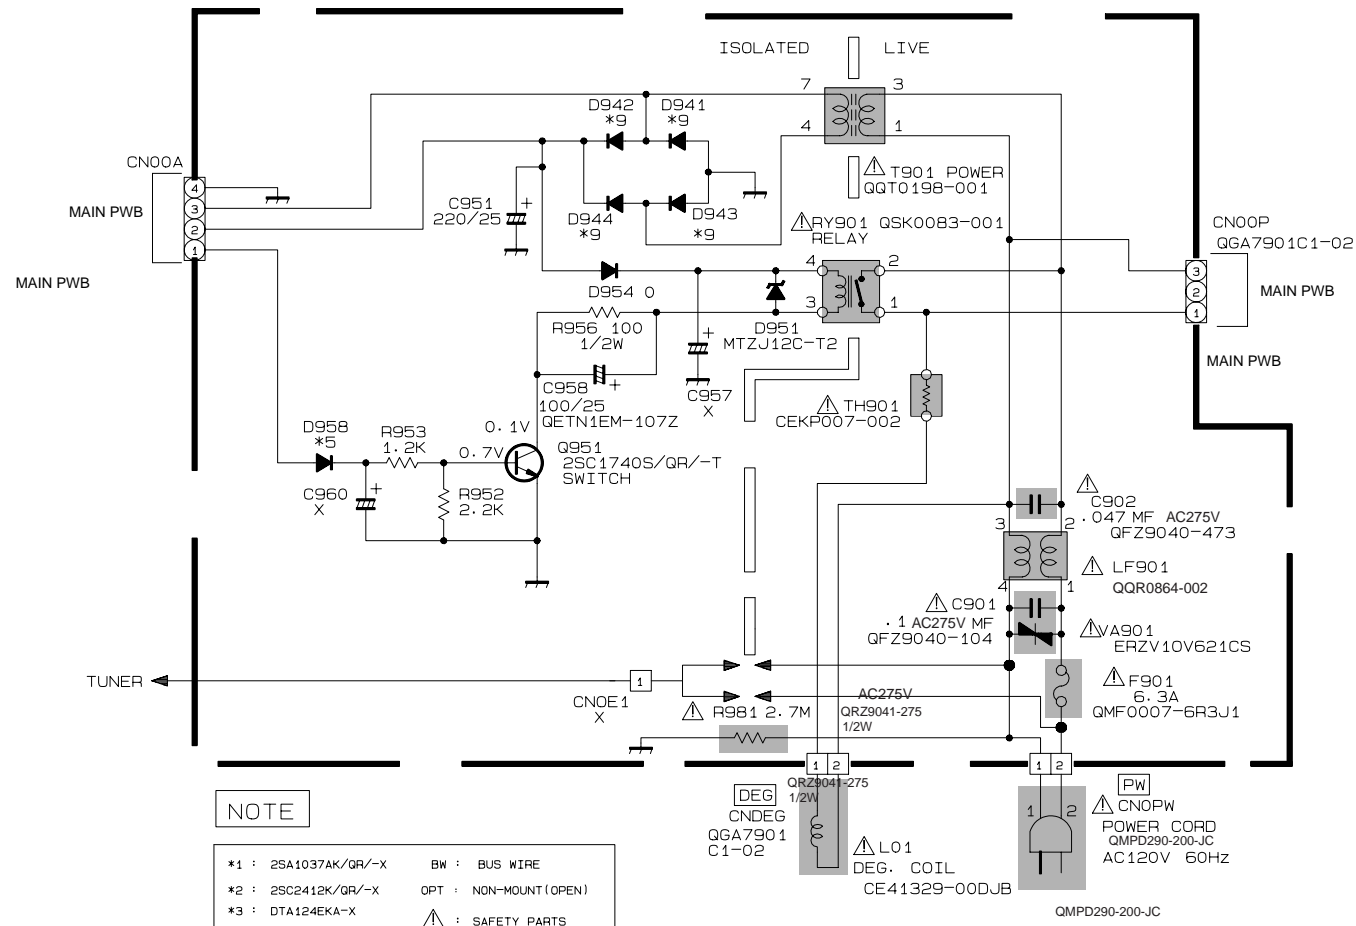 ISOLATED LIVE
7 3
D942 D941
*9 *9
4 1
CN00A
T901 POWER
QQT0198-001
4
3
2
1
MAIN PWB
C951 +
220/25
D944 D943
*9 *9
RY901 QSK0083-001
RELAY
CN00P
QGA7901C1-02
MAIN PWB
4 2
3
2
1
MAIN PWB
D954 0
3 1
R956 100
1/2W
D951
MTZJ12C-T2
MAIN PWB
C958 +
100/25
QETN1EM-107Z
+
C957
X
TH901
CEKP007-002
D958
*5
R953
1.2K
0.1V
0.7V
Q951
2SC1740S/QR/-T
SWITCH
C960 +
X
R952
2.2K
C902
.047 MF AC275V
QFZ9040-473
3 2
LF901
QQR0864-002
4 1
C901
.1 AC275V MF
QFZ9040-104
VA901
ERZV10V621CS
TUNER
1
CN0E1
X
F901
6.3A
QMF0007-6R3J1
AC275V
R981 2.7M
QRZ9041-275
1/2W
1 2
1 2
QRZ9041-275
1/2W
DEG
CNDEG
QGA7901
C1-02
PW
CN0PW
1 2
POWER CORD
QMPD290-200-JC
AC120V 60Hz
L01
DEG. COIL
CE41329-00DJB
QMPD290-200-JC
NOTE
*1 : 2SA1037AK/QR/-X BW : BUS WIRE
*2 : 2SC2412K/QR/-X OPT : NON-MOUNT(OPEN)
*3 : DTA124EKA-X : SAFETY PARTS